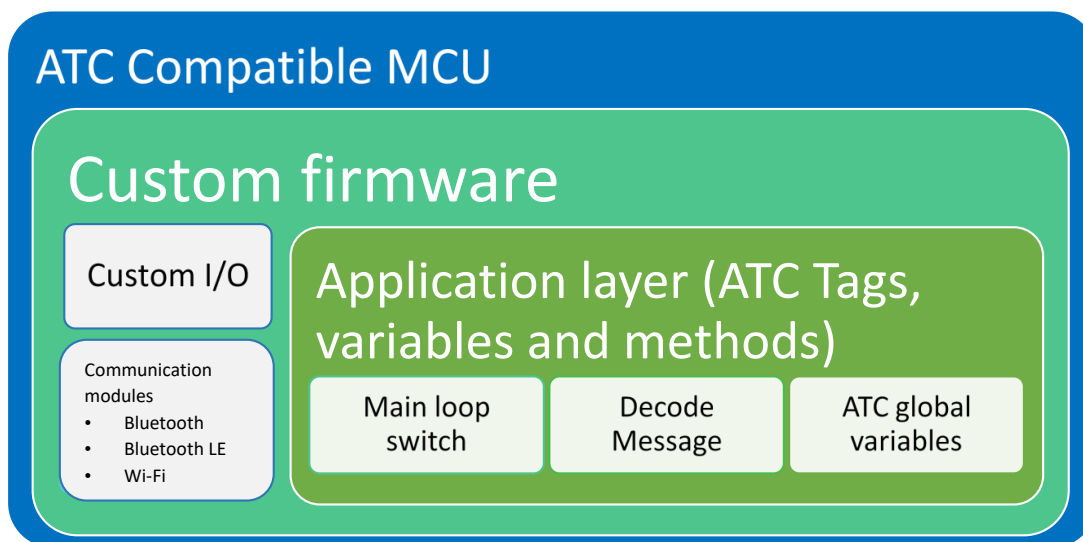 ATC Compatible MCU
Custom firmware
Custom I/O
Communication
modules
• Bluetooth
• Bluetooth LE
• Wi-Fi
Application layer (ATC Tags,
variables and methods)
Main loop
switch
Decode
Message
ATC global
variables